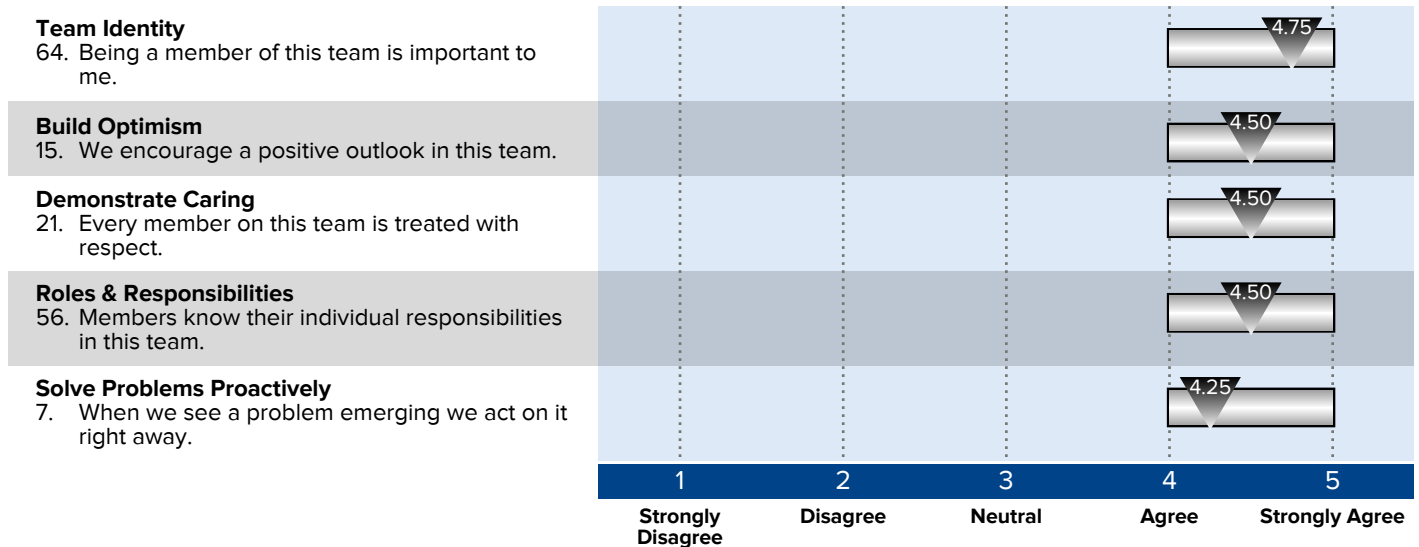 Team Identity
64. Being a member of this team is important to
me.
4.75
Build Optimism
15. We encourage a positive outlook in this team.
4.50
Demonstrate Caring
21. Every member on this team is treated with
respect.
4.50
Roles & Responsibilities
56. Members know their individual responsibilities
in this team.
4.50
Solve Problems Proactively
7. When we see a problem emerging we act on it
right away.
4.25
1 2 3 4 5
Strongly Disagree Neutral Agree Strongly Agree
Disagree